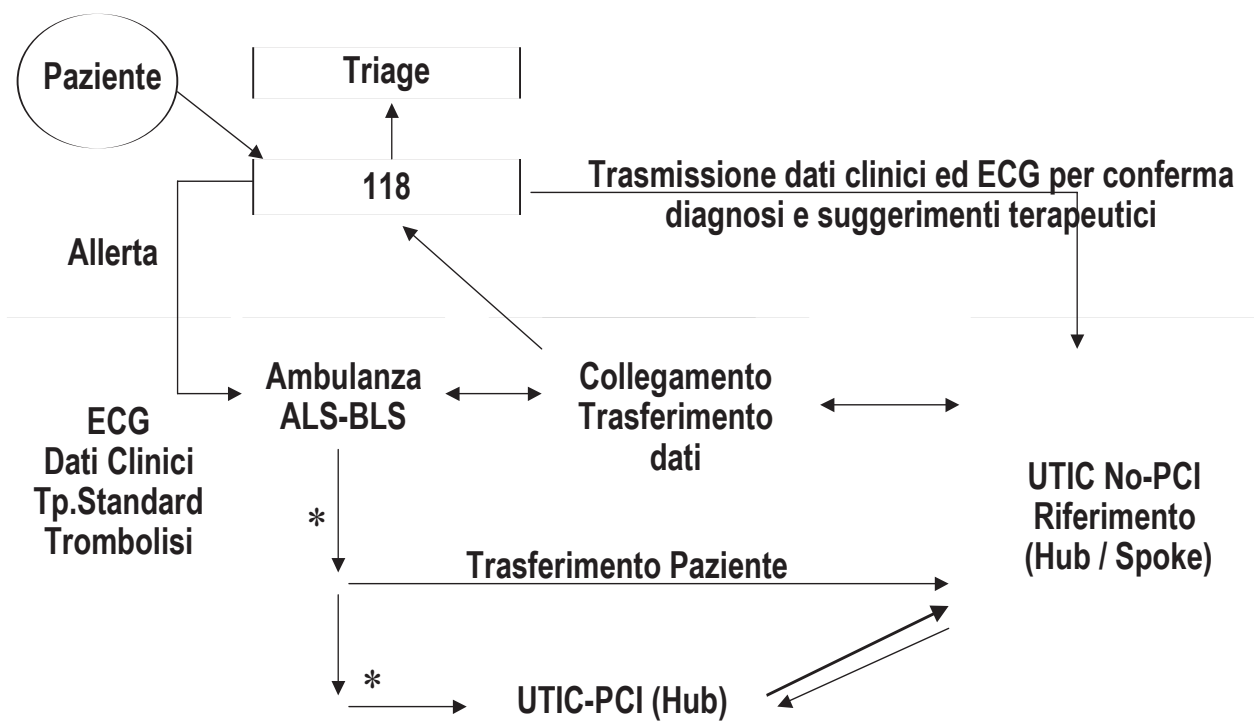 Paziente
Triage
118
Trasmissione dati clinici ed ECG per conferma
diagnosi e suggerimenti terapeutici
Allerta
Ambulanza
ALS-BLS
Collegamento
Trasferimento
dati
ECG
Dati Clinici
Tp.Standard
Trombolisi
UTIC No-PCI
Riferimento
(Hub / Spoke)
*
Trasferimento Paziente
*
UTIC-PCI (Hub)